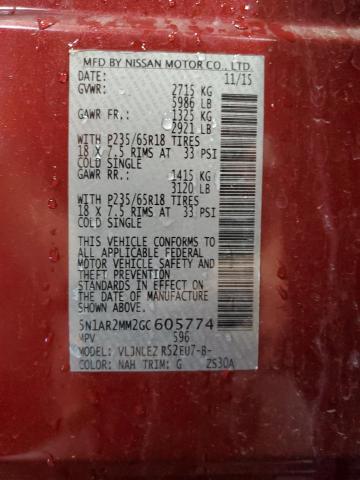 MFD BY NISSAN MOTOR CO., LTD.
DATE: 11/15
GVWR: 2715 KG
5986 LB
GAWR FR.: 1325 KG
2921 LB
WITH P235/65R18 TIRES
18 X 7.5 RIMS AT 33 PSI
COLD SINGLE
GAWR RR.: 1415 KG
3120 LB
WITH P235/65R18 TIRES
18 X 7.5 RIMS AT 33 PSI
COLD SINGLE
THIS VEHICLE CONFORMS TO
ALL APPLICABLE FEDERAL
MOTOR VEHICLE SAFETY AND
THEFT PREVENTION
STANDARDS IN EFFECT ON
THE DATE OF MANUFACTURE
SHOWN ABOVE.
5N1AR2MM2GC605774
MPV 596
MODEL: VLJNLEZ R52EU7-B-
COLOR: NAH TRIM: G ZS30A